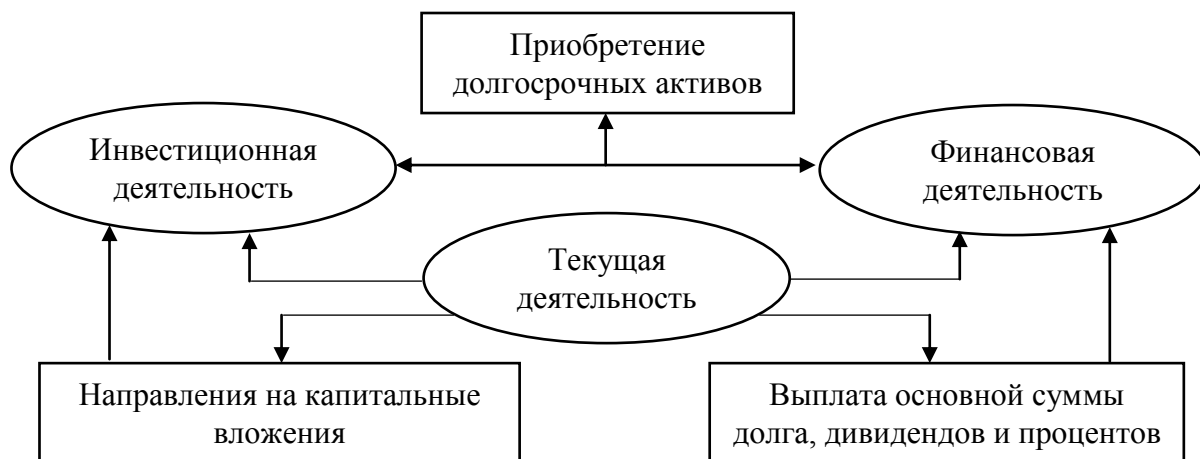 Приобретение
долгосрочных активов
Инвестиционная
деятельность
Финансовая
деятельность
Текущая
деятельность
Направления на капитальные
вложения
Выплата основной суммы
долга, дивидендов и процентов